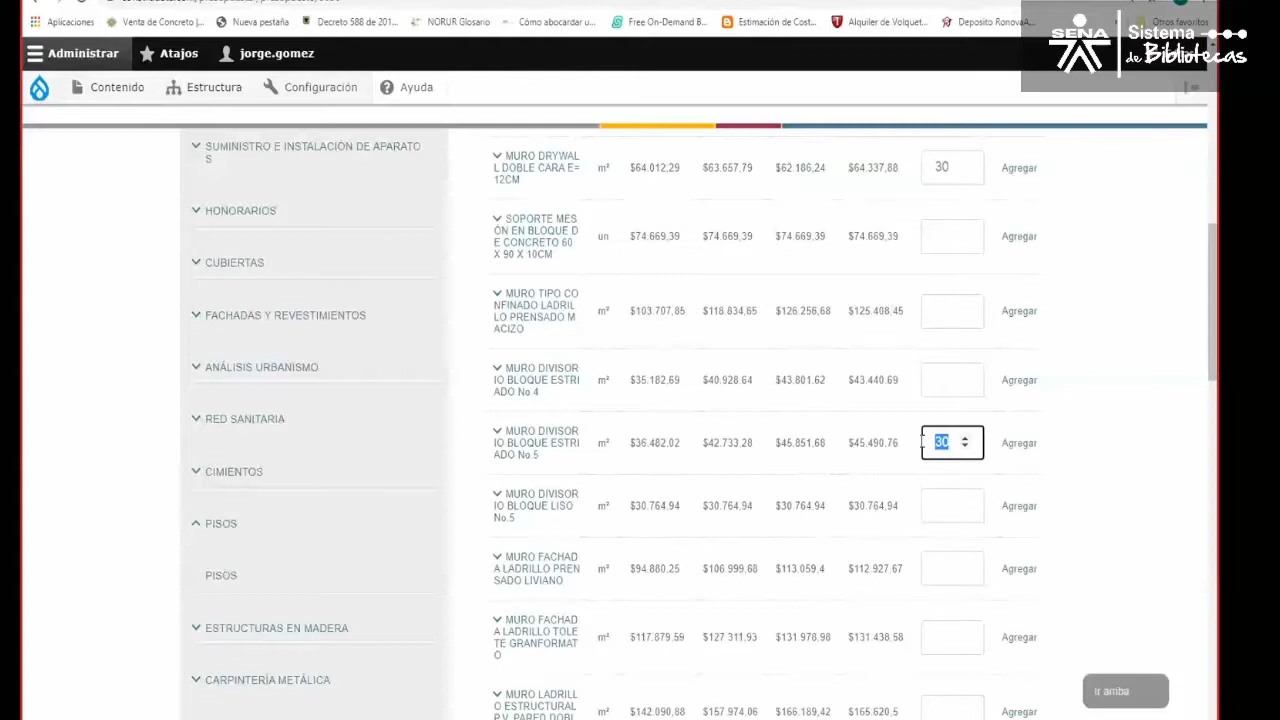 Aplicaciones Venta de Concreto |... Nueva pestaña Decreto 588 de 201... NORUR Glosario Cómo abocardar u... Free On-Demand B... Estimación de Cost... Alquiler de Volquet... Deposito RonovaA... Otros favoritos
SENA Sistema de Bibliotecas
Administrar Atajos jorge.gomez
Contenido Estructura Configuración Ayuda
SUMINISTRO E INSTALACIÓN DE APARATO
S
HONORARIOS
CUBIERTAS
FACHADAS Y REVESTIMIENTOS
ANÁLISIS URBANISMO
RED SANITARIA
CIMIENTOS
PISOS
PISOS
ESTRUCTURAS EN MADERA
CARPINTERÍA METÁLICA
MURO DRYWAL
L DOBLE CARA E= m² $64.012,29 $63.657,79 $62.186,24 $64.337,88 30 Agregar
12CM
SOPORTE MES
ÓN EN BLOQUE D un $74.669,39 $74.669,39 $74.669,39 $74.669,39 Agregar
E CONCRETO 60
X 90 X 10CM
MURO TIPO CO
NFINADO LADRIL m² $103.707,85 $118.834,65 $126.256,68 $125.408,45 Agregar
LO PRENSADO M
ACIZO
MURO DIVISOR
IO BLOQUE ESTRI m² $35.182,69 $40.928,64 $43.801,62 $43.440,69 Agregar
ADO No.4
MURO DIVISOR
IO BLOQUE ESTRI m² $36.482,02 $42.733,28 $45.851,68 $45.490,76 30 Agregar
ADO No.5
MURO DIVISOR
IO BLOQUE LISO m² $30.764,94 $30.764,94 $30.764,94 $30.764,94 Agregar
No.5
MURO FACHAD
A LADRILLO PREN m² $94.880,25 $106.999,68 $113.059,4 $112.927,67 Agregar
SADO LIVIANO
MURO FACHAD
A LADRILLO TOLE m² $117.879,59 $127.311,93 $131.978,98 $131.438,58 Agregar
TE GRANFORMAT
O
MURO LADRILL
O ESTRUCTURAL m² $142.090,88 $157.974,06 $166.189,42 $165.620,5 Agregar
P.V. PARED DOBL
Ir arriba